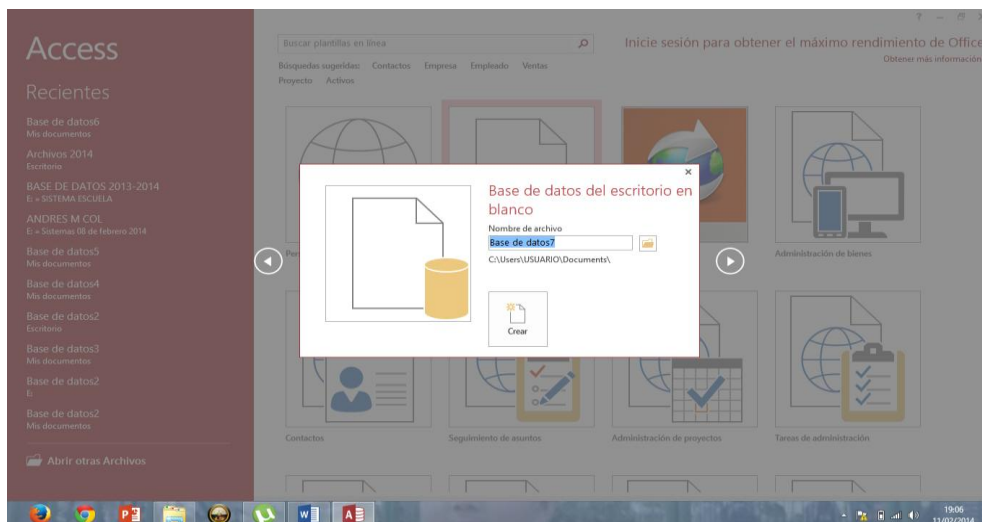 Access
Recientes
Base de datos6
Mis documentos
Archivos 2014
Escritorio
BASE DE DATOS 2013-2014
E: » SISTEMA ESCUELA
ANDRES M COL
E: » Sistemas 08 de febrero 2014
Base de datos5
Mis documentos
Base de datos4
Mis documentos
Base de datos2
Escritorio
Base de datos3
Mis documentos
Base de datos2
E:
Base de datos2
Mis documentos
Abrir otras Archivos
Buscar plantillas en línea
Búsquedas sugeridas: Contactos Empresa Empleado Ventas
Proyecto Activos
Inicie sesión para obtener el máximo rendimiento de Office
Obtener más información
Base de datos del escritorio en
blanco
Nombre de archivo
Base de datos7
C:\Users\USUARIO\Documents\
Crear
Administración de bienes
Contactos
Seguimiento de asuntos
Administración de proyectos
Tareas de administración
19:06
11/02/2014